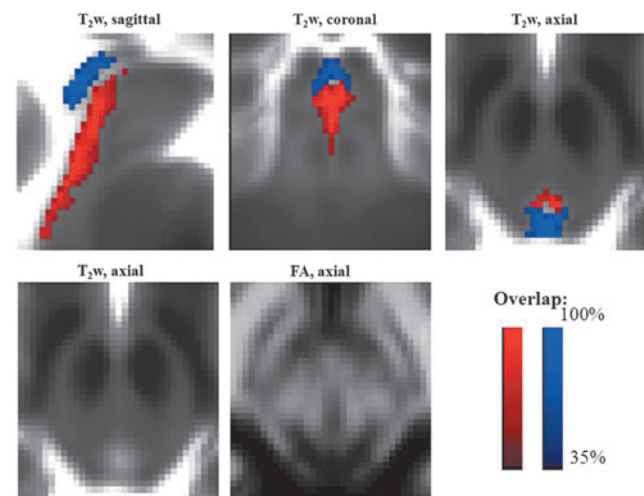 T₂w, sagittal
T₂w, coronal
T₂w, axial
T₂w, axial
FA, axial
Overlap:
100%
35%